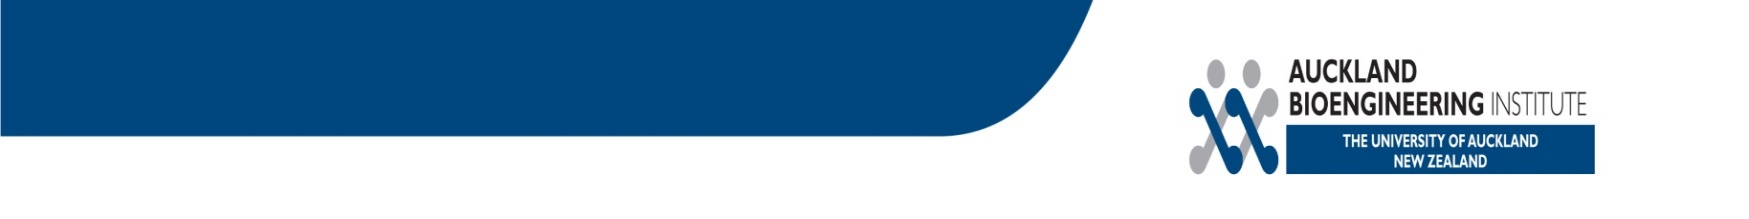 AUCKLAND
BIOENGINEERING INSTITUTE
THE UNIVERSITY OF AUCKLAND
NEW ZEALAND